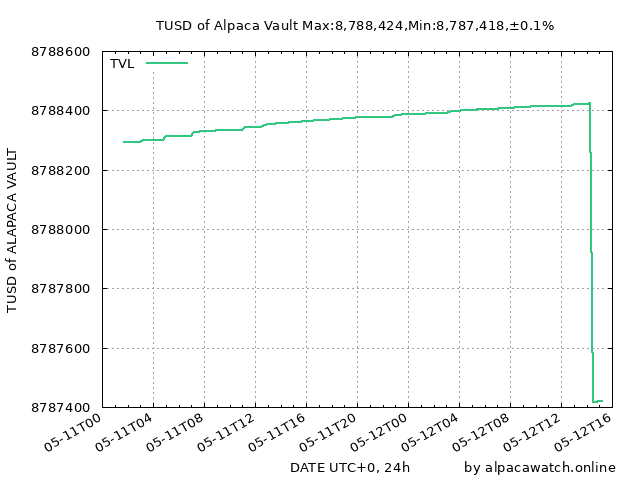 TUSD of Alpaca Vault Max:8,788,424,Min:8,787,418,±0.1%
TVL
TUSD of ALAPACA VAULT
8788600
8788400
8788200
8788000
8787800
8787600
8787400
05-11T00
05-11T04
05-11T08
05-11T12
05-11T16
05-11T20
05-12T00
05-12T04
05-12T08
05-12T12
05-12T16
DATE UTC+0, 24h
by alpacawatch.online